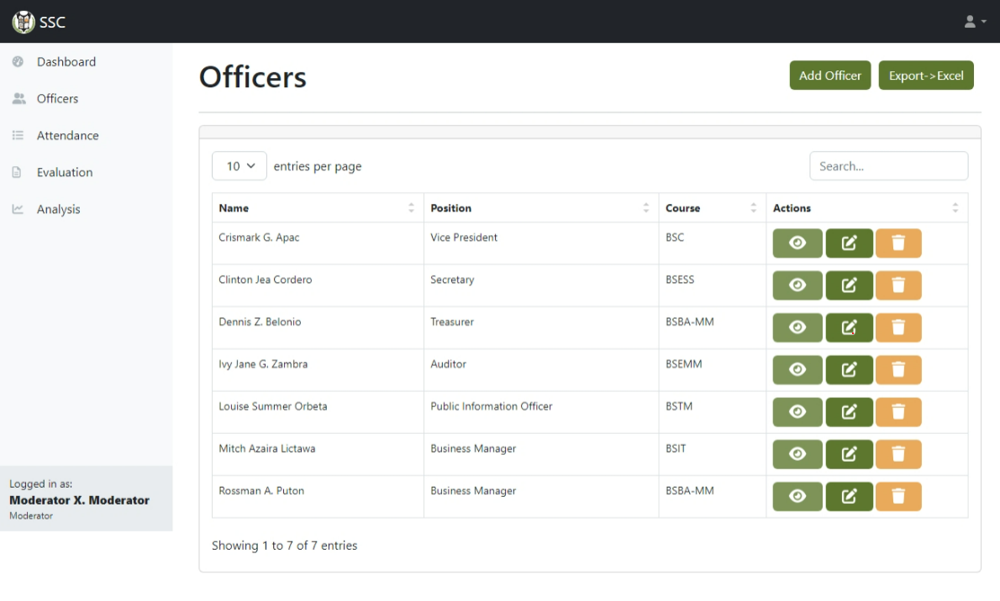 SSC
Dashboard
Officers
Attendance
Evaluation
Analysis
Logged in as:
Moderator X. Moderator
Moderator
Officers
Add Officer
Export->Excel
10 entries per page
Search...
Name Position Course Actions
Crismark G. Apac Vice President BSC
Clinton Jea Cordero Secretary BSESS
Dennis Z. Belonio Treasurer BSBA-MM
Ivy Jane G. Zambra Auditor BSEMM
Louise Summer Orbeta Public Information Officer BSTM
Mitch Azaira Lictawa Business Manager BSIT
Rossman A. Puton Business Manager BSBA-MM
Showing 1 to 7 of 7 entries